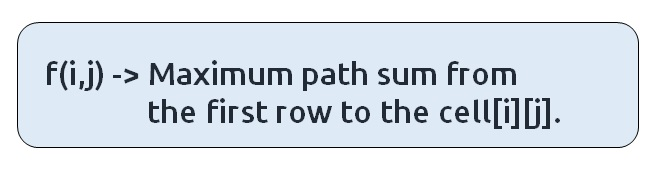 f(i,j) -> Maximum path sum from
the first row to the cell[i][j].